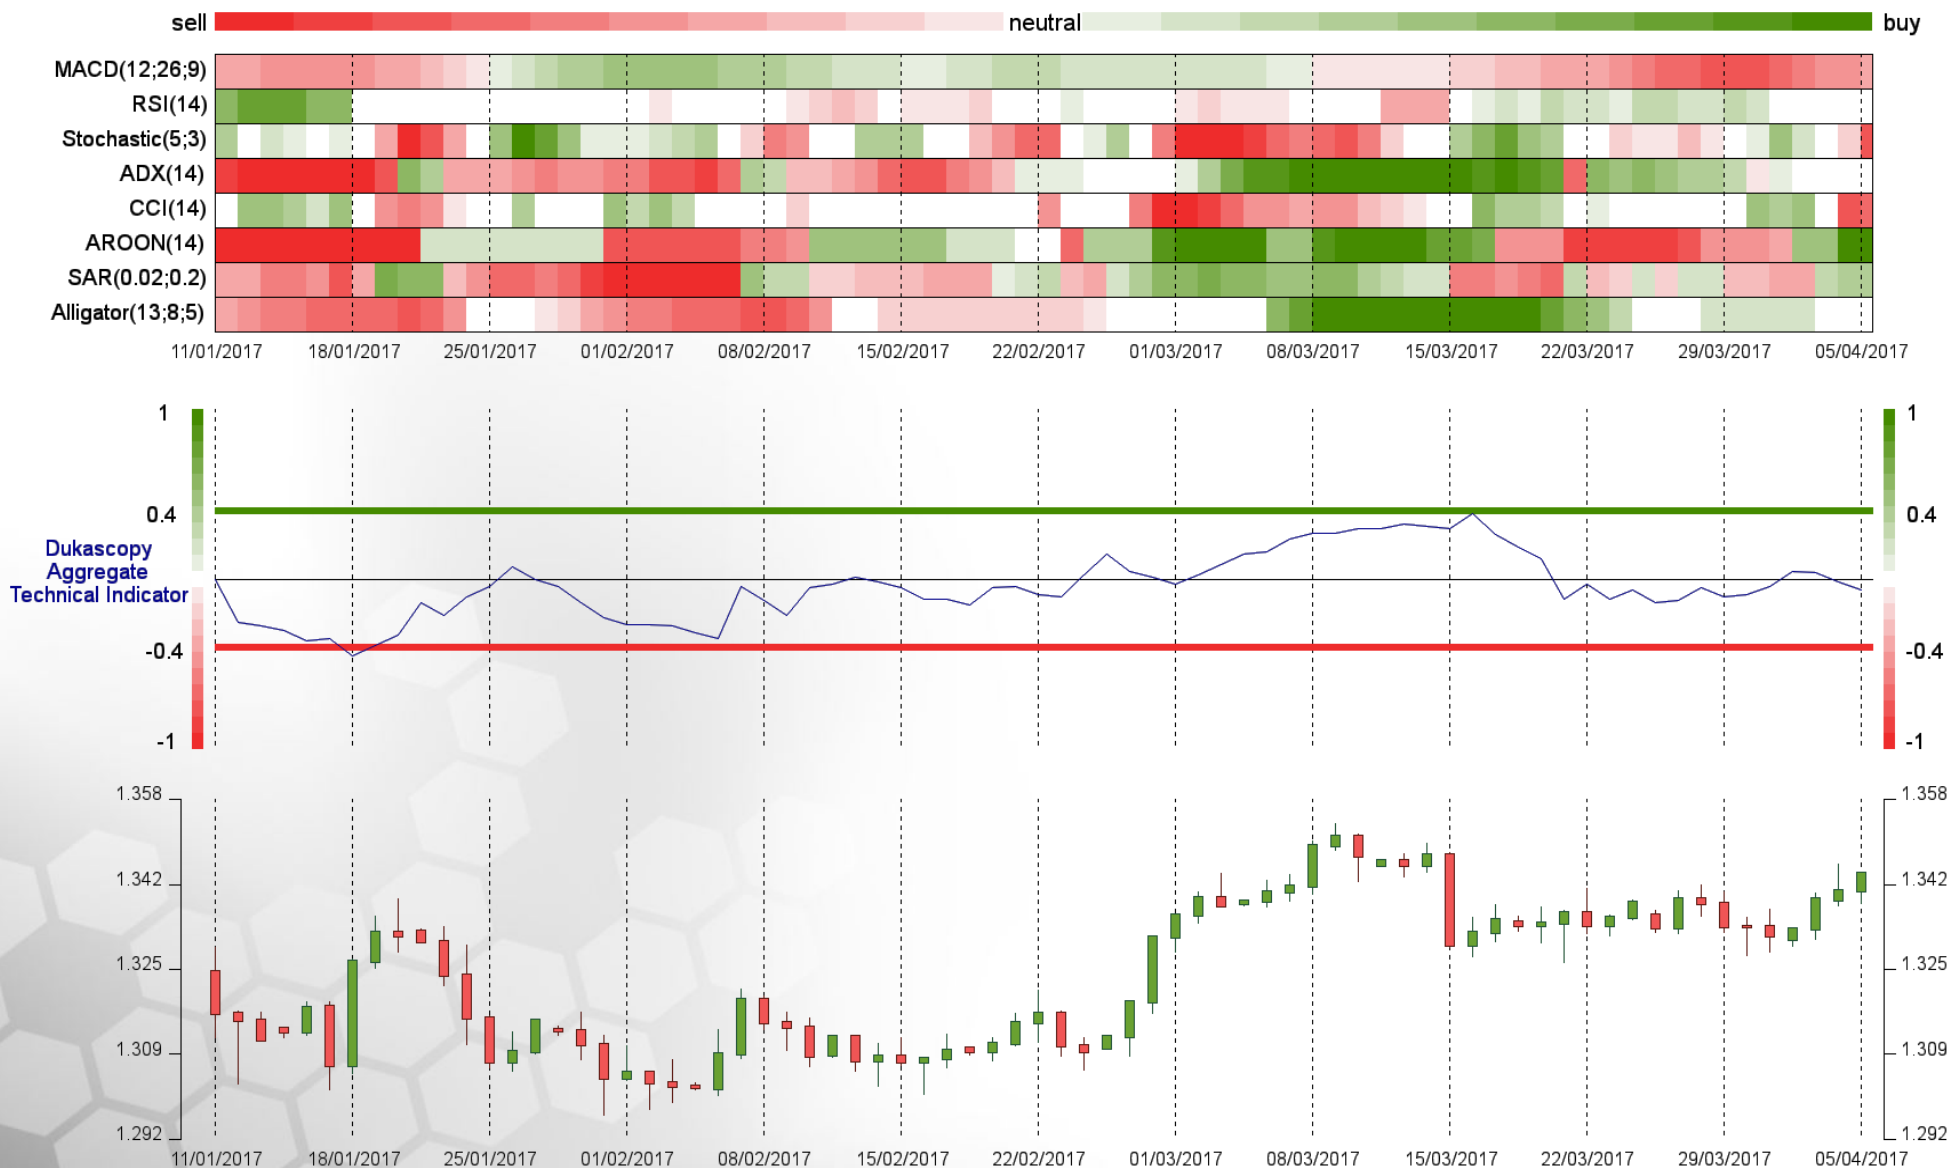 sell neutral buy
MACD(12;26;9)
RSI(14)
Stochastic(5;3)
ADX(14)
CCI(14)
AROON(14)
SAR(0.02;0.2)
Alligator(13;8;5)
11/01/2017 18/01/2017 25/01/2017 01/02/2017 08/02/2017 15/02/2017 22/02/2017 01/03/2017 08/03/2017 15/03/2017 22/03/2017 29/03/2017 05/04/2017
1 1
0.4 0.4
Dukascopy
Aggregate
Technical Indicator
-0.4 -0.4
-1 -1
1.358 1.358
1.342 1.342
1.325 1.325
1.309 1.309
1.292 1.292
11/01/2017 18/01/2017 25/01/2017 01/02/2017 08/02/2017 15/02/2017 22/02/2017 01/03/2017 08/03/2017 15/03/2017 22/03/2017 29/03/2017 05/04/2017